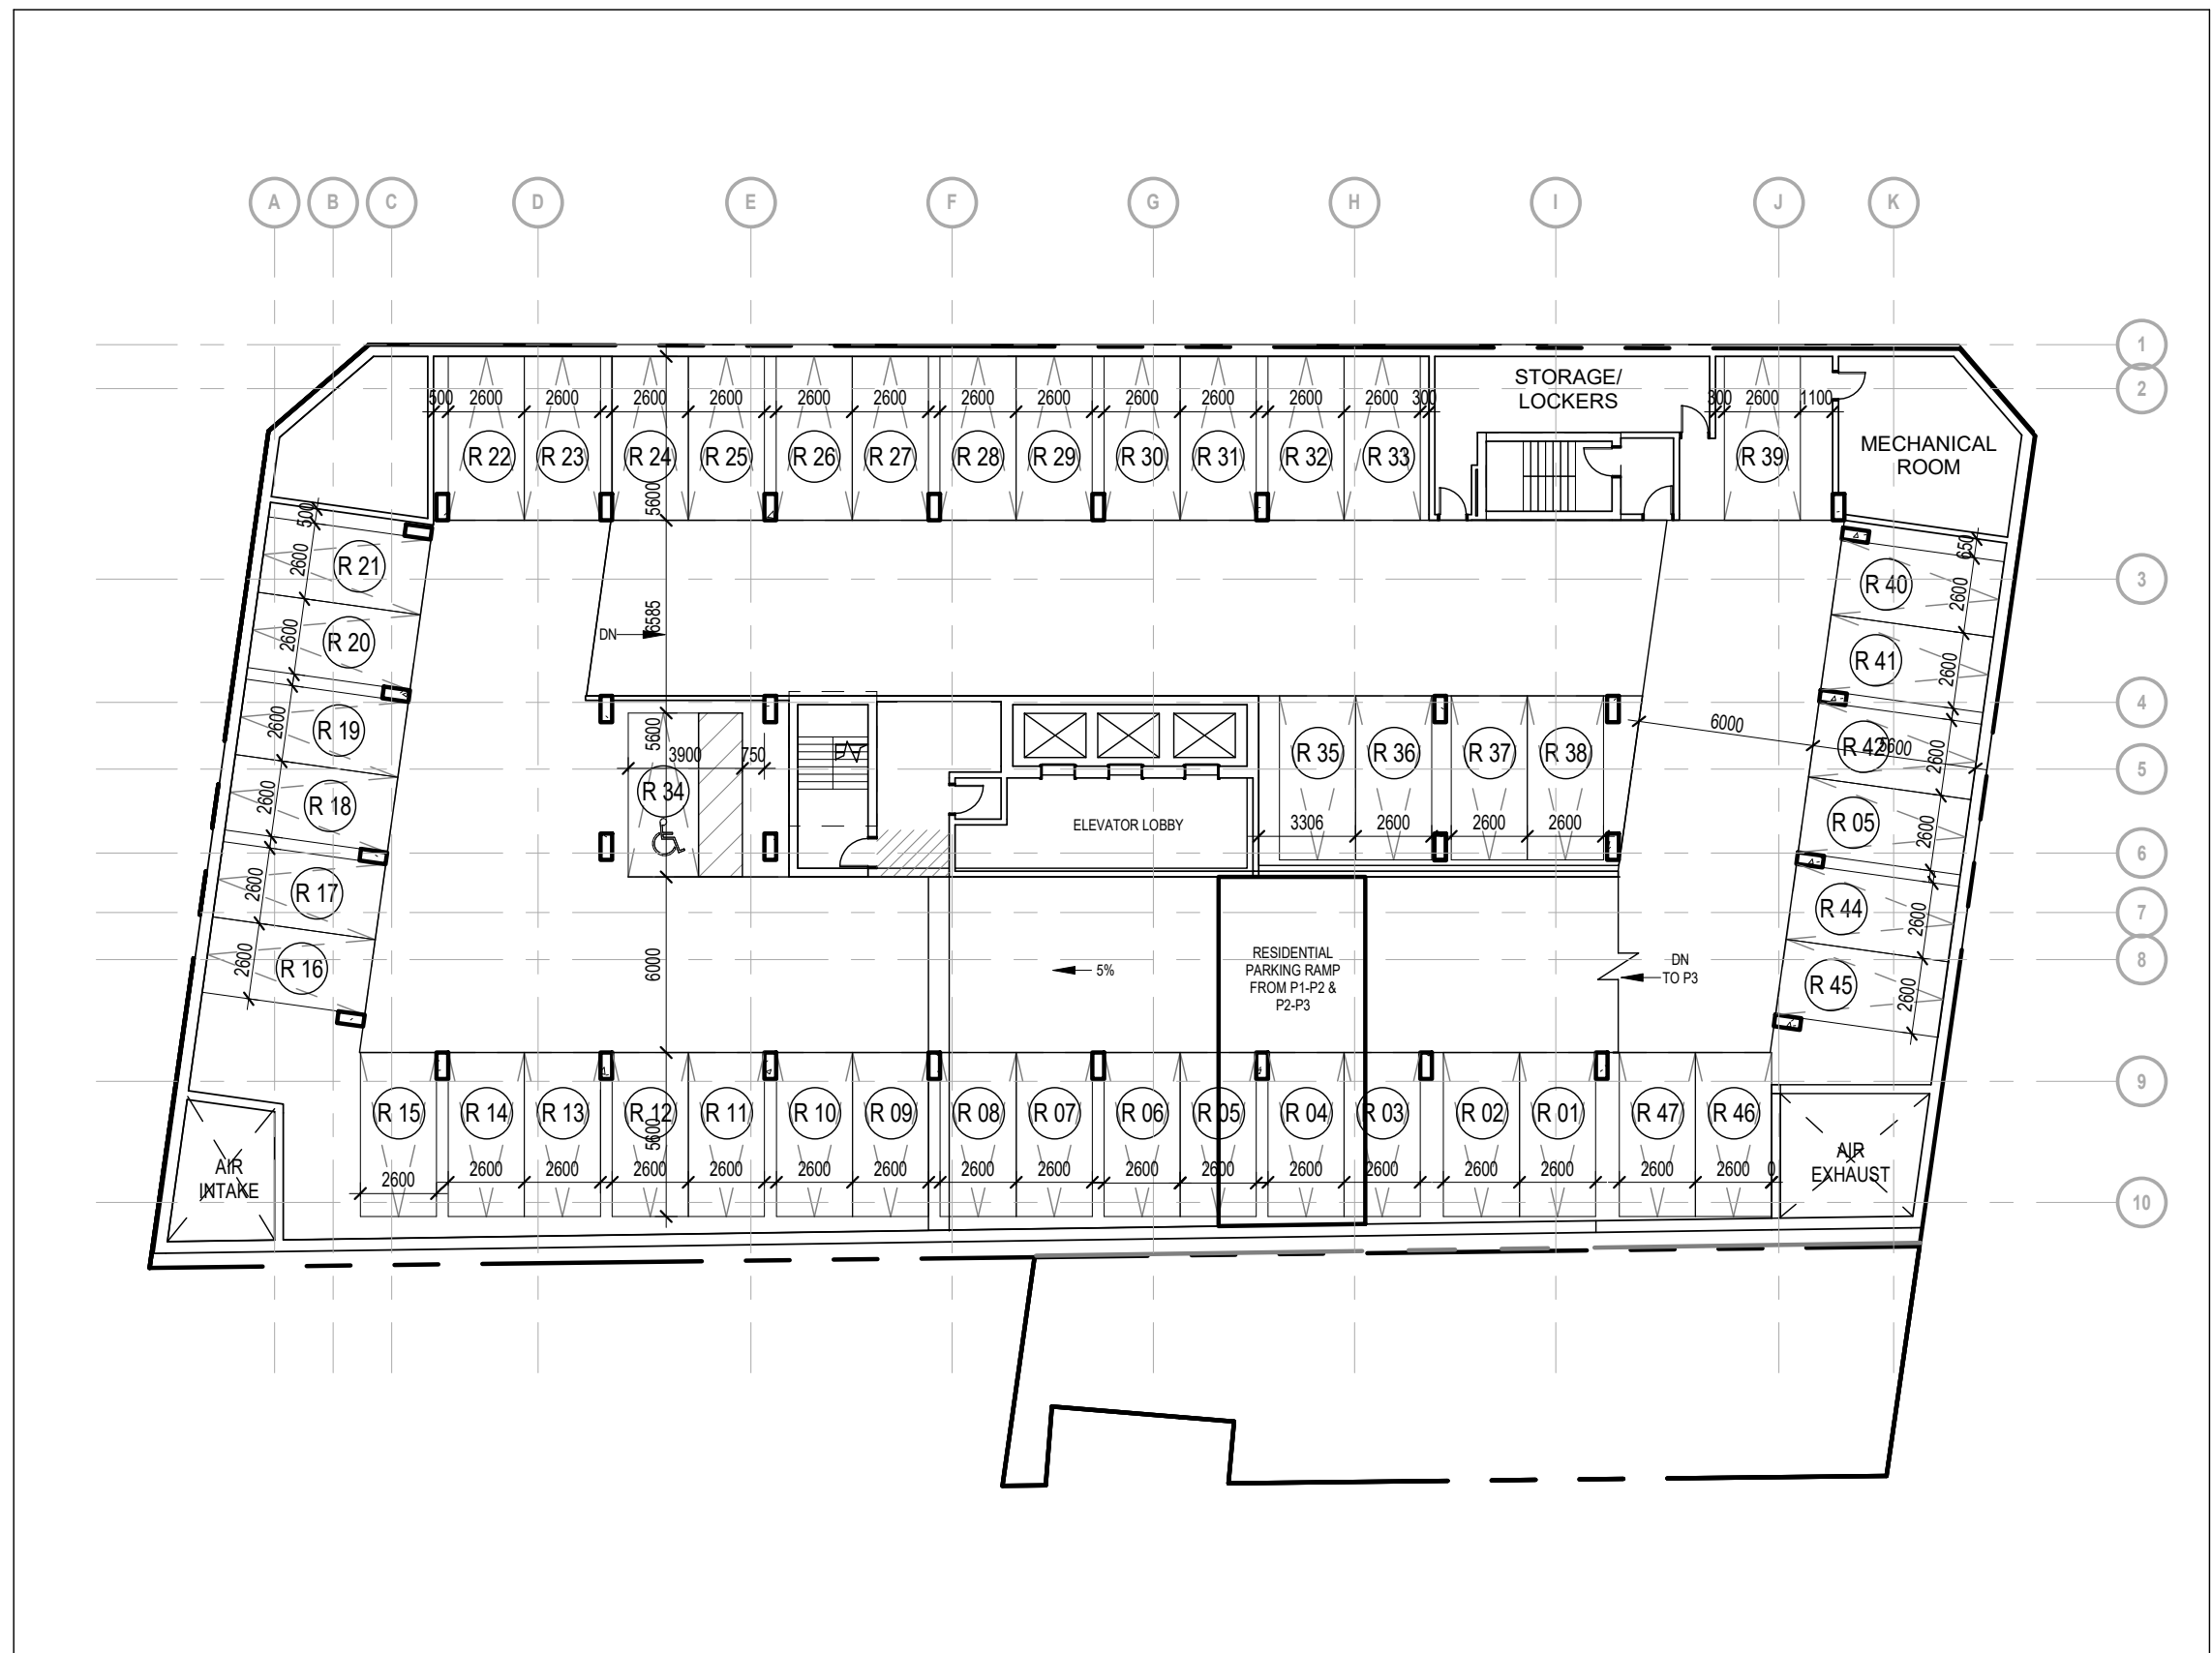 A B C D E F G H I J K
1
2
3
4
5
6
7
8
9
10
STORAGE/
LOCKERS
MECHANICAL
ROOM
500 2600 2600 2600 2600 2600 2600 2600 2600 2600 2600 2600 2600 300 300 2600 1100
R 22 R 23 R 24 R 25 R 26 R 27 R 28 R 29 R 30 R 31 R 32 R 33 R 39
5600
6585
DN
500
2600
R 21
2600
R 20
2600
R 19
2600
R 18
2600
R 17
2600
R 16
650
R 40
2600
R 41
2600
6000
R 42
5600
2600
R 05
2600
R 44
2600
R 45
2600
5600
3900 750
R 34
ELEVATOR LOBBY
R 35 R 36 R 37 R 38
3306 2600 2600 2600
6000
5%
RESIDENTIAL
PARKING RAMP
FROM P1-P2 &
P2-P3
DN
TO P3
R 15 R 14 R 13 R 12 R 11 R 10 R 09 R 08 R 07 R 06 R 05 R 04 R 03 R 02 R 01 R 47 R 46
5600
2600 2600 2600 2600 2600 2600 2600 2600 2600 2600 2600 2600 2600 2600 2600 2600 2600 0
AIR
INTAKE
AIR
EXHAUST